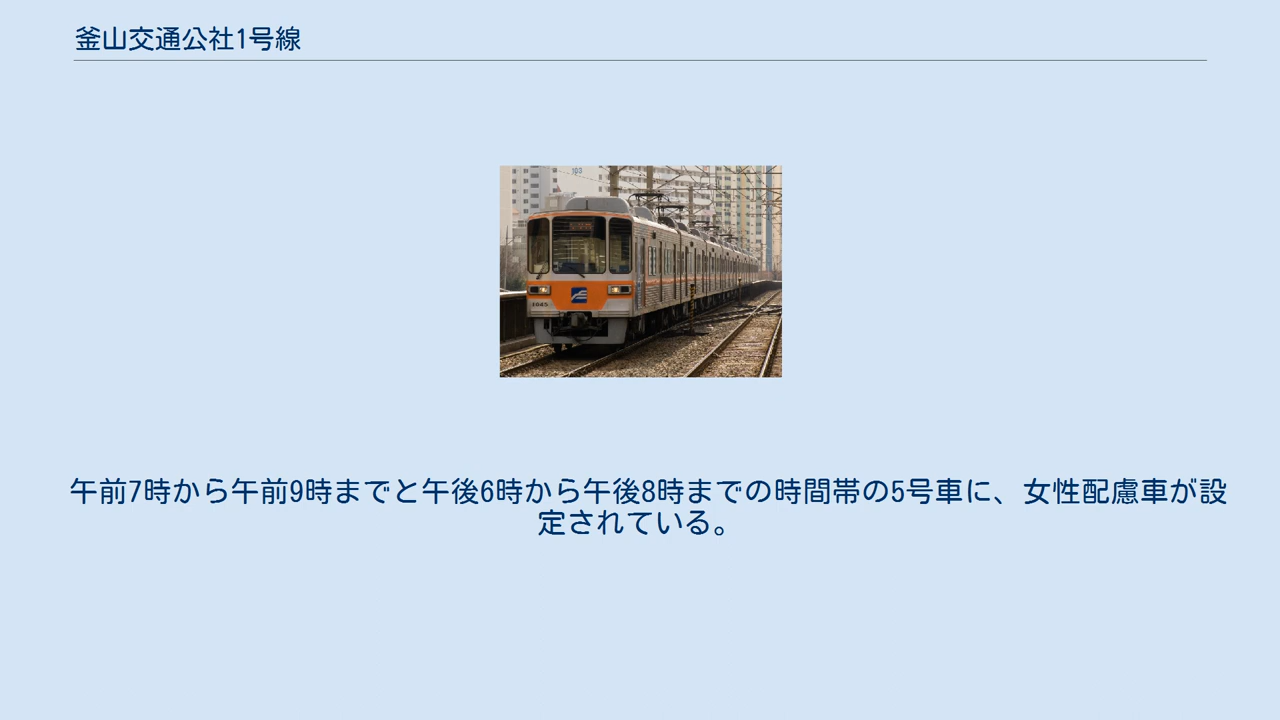 釜山交通公社1号線
103
1645
午前7時から午前9時までと午後6時から午後8時までの時間帯の5号車に、女性配慮車が設
定されている。